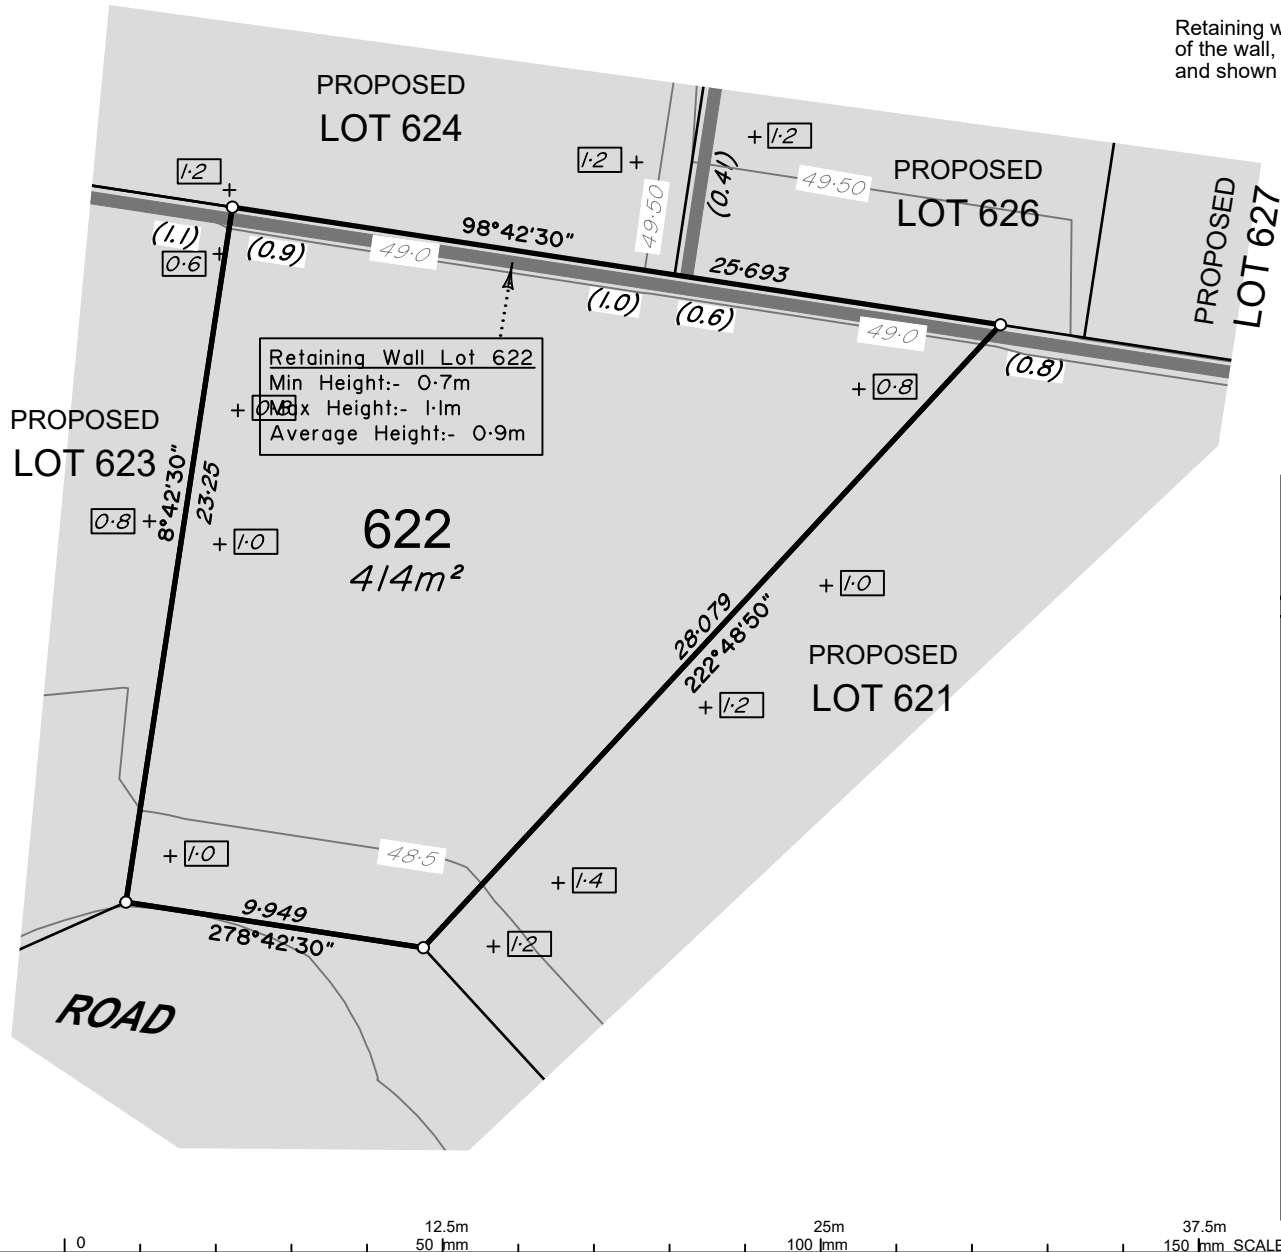 Retaining w
of the wall,
and shown
PROPOSED
LOT 624
1·2
1·2
1·2
(0.4)
49·50
49·50
PROPOSED
LOT 626
PROPOSED
LOT 627
(1.1)
(0.9)
0·6
49·0
98°42'30"
25·693
(1.0)
(0.6)
49·0
(0.8)
Retaining Wall Lot 622
Min Height:- 0·7m
Max Height:- 1·1m
Average Height:- 0·9m
0·8
0·8
PROPOSED
LOT 623
8°42'30"
23·25
0·8
1·0
622
414m²
1·0
28·079
222°48'50"
PROPOSED
LOT 621
1·2
1·0
48·5
1·4
9·949
278°42'30"
1·2
ROAD
12.5m
25m
37.5m
0
50 mm
100 mm
150 mm SCALE